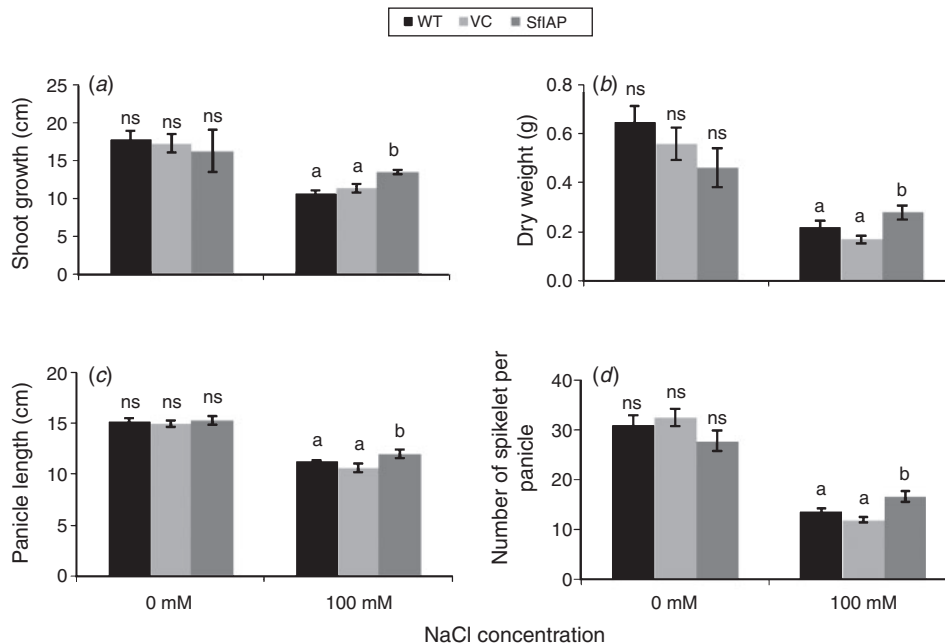 WT VC SfIAP
(a)
Shoot growth (cm)
25
20
15
10
5
0
ns ns ns
a a b
(b)
Dry weight (g)
0.8
0.6
0.4
0.2
0.0
ns ns ns
a a b
(c)
Panicle length (cm)
20
15
10
5
0
ns ns ns
a a b
0 mM 100 mM
(d)
Number of spikelet per
panicle
40
30
20
10
0
ns ns ns
a a b
0 mM 100 mM
NaCl concentration